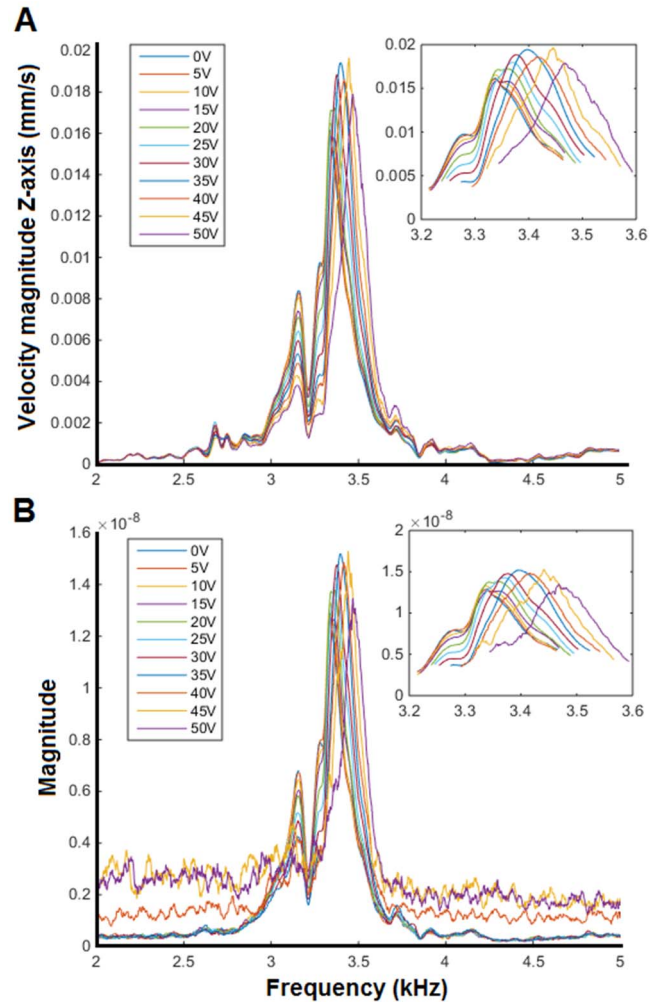 A
Velocity magnitude Z-axis (mm/s)
0.02
0.018
0.016
0.014
0.012
0.01
0.008
0.006
0.004
0.002
0
2 2.5 3 3.5 4 4.5 5
0V
5V
10V
15V
20V
25V
30V
35V
40V
45V
50V
0.02
0.015
0.01
0.005
0
3.2 3.3 3.4 3.5 3.6
B
Magnitude
× 10⁻⁸
1.6
1.4
1.2
1
0.8
0.6
0.4
0.2
0
2 2.5 3 3.5 4 4.5 5
Frequency (kHz)
0V
5V
10V
15V
20V
25V
30V
35V
40V
45V
50V
× 10⁻⁸
2
1.5
1
0.5
0
3.2 3.3 3.4 3.5 3.6